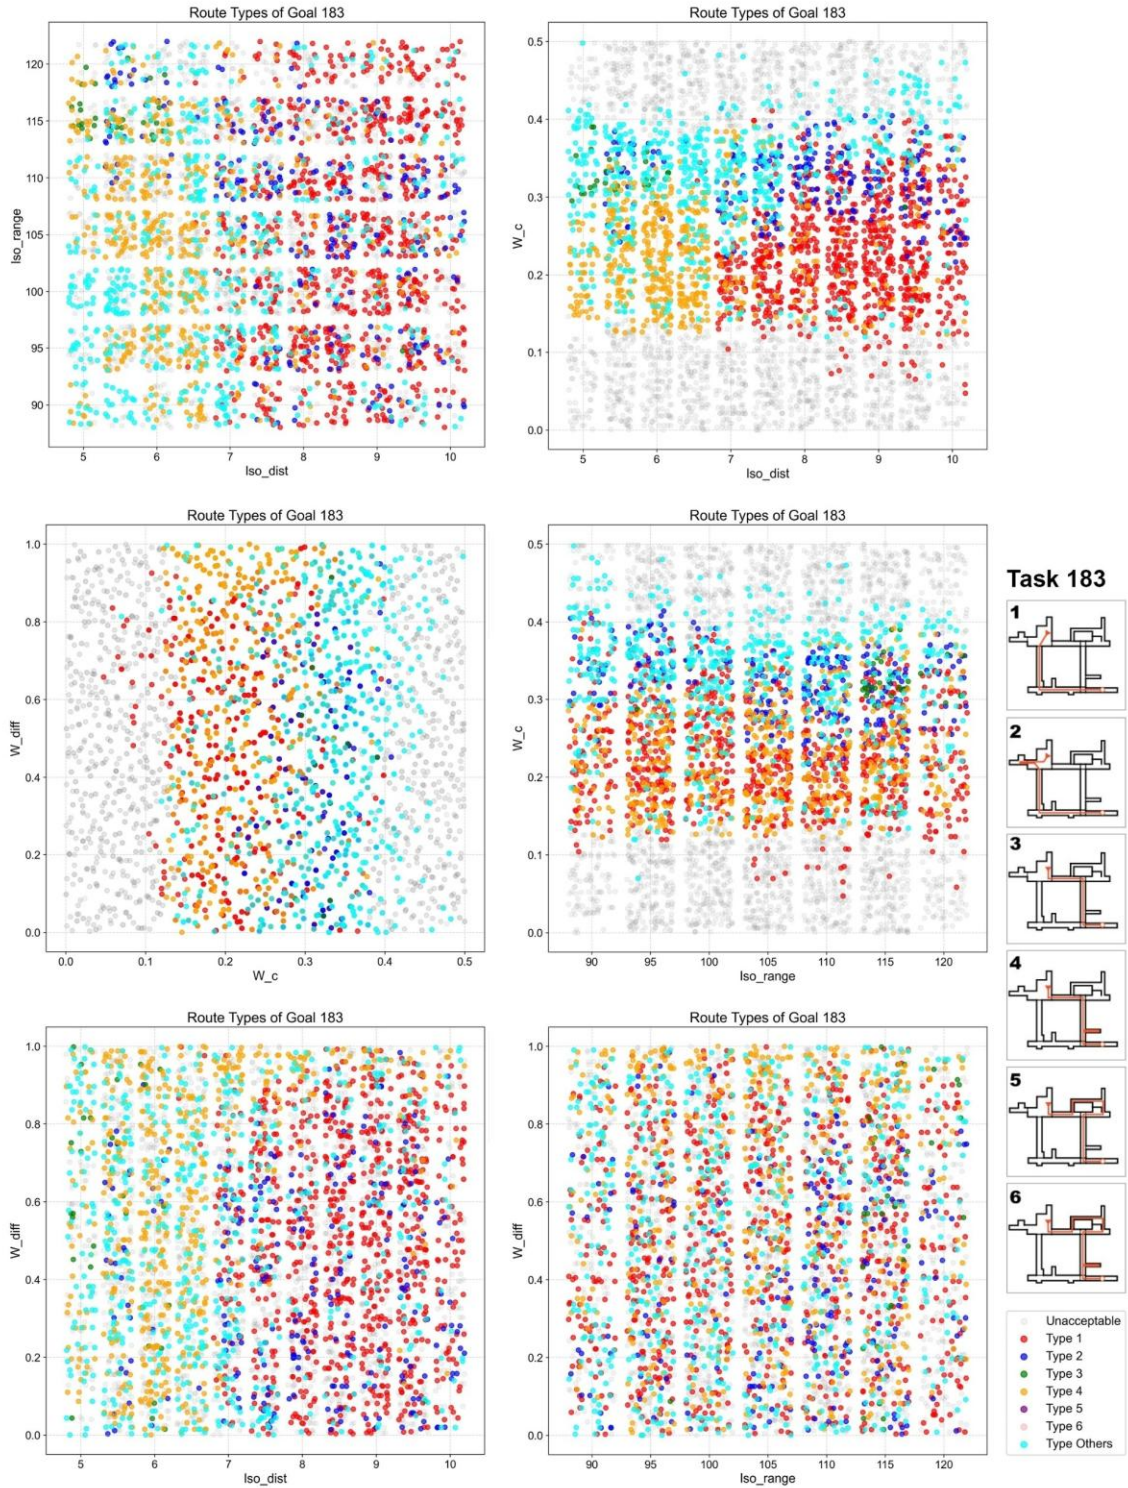 Route Types of Goal 183
120
115
110
105
100
95
90
Iso_range
5 6 7 8 9 10
Iso_dist
Route Types of Goal 183
0.5
0.4
0.3
0.2
0.1
0.0
W_c
5 6 7 8 9 10
Iso_dist
Route Types of Goal 183
1.0
0.8
0.6
0.4
0.2
0.0
W_diff
0.0 0.1 0.2 0.3 0.4 0.5
W_c
Route Types of Goal 183
0.5
0.4
0.3
0.2
0.1
0.0
W_c
90 95 100 105 110 115 120
Iso_range
Route Types of Goal 183
1.0
0.8
0.6
0.4
0.2
0.0
W_diff
5 6 7 8 9 10
Iso_dist
Route Types of Goal 183
1.0
0.8
0.6
0.4
0.2
0.0
W_diff
90 95 100 105 110 115 120
Iso_range
Task 183
1
2
3
4
5
6
Unacceptable
Type 1
Type 2
Type 3
Type 4
Type 5
Type 6
Type Others